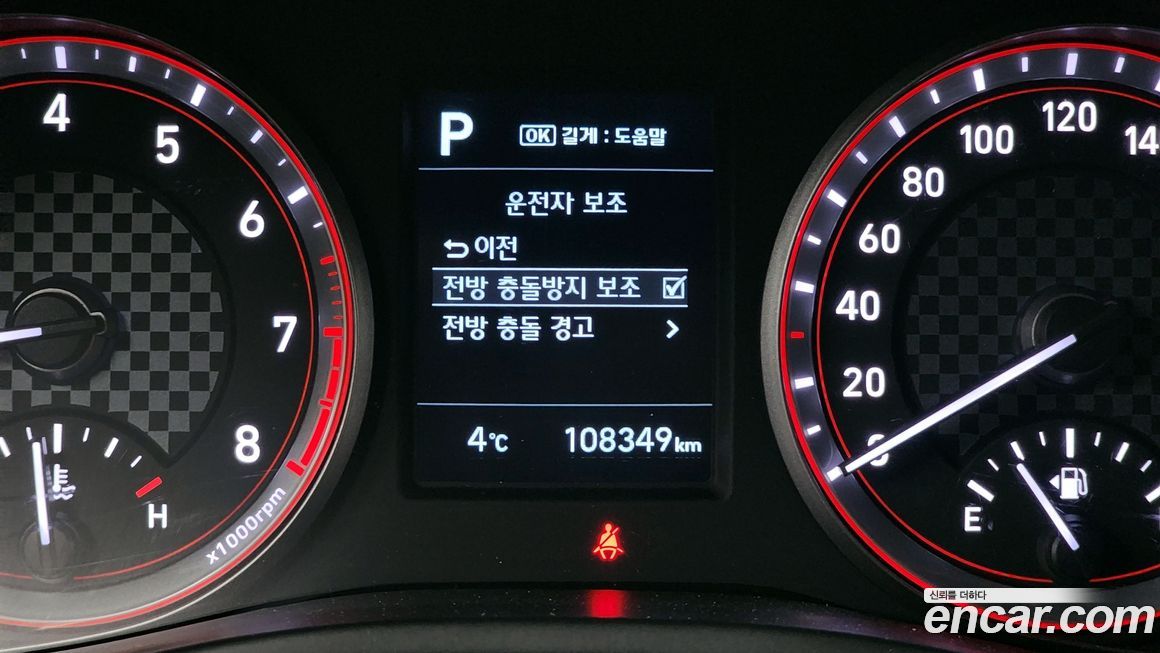 P
OK 길게 : 도움말
운전자 보조
이전
전방 충돌방지 보조
전방 충돌 경고
4°C 108349km
4
5
6
7
8
x1000rpm
H
0
20
40
60
80
100
120
E
신뢰를 더하다
encar.com